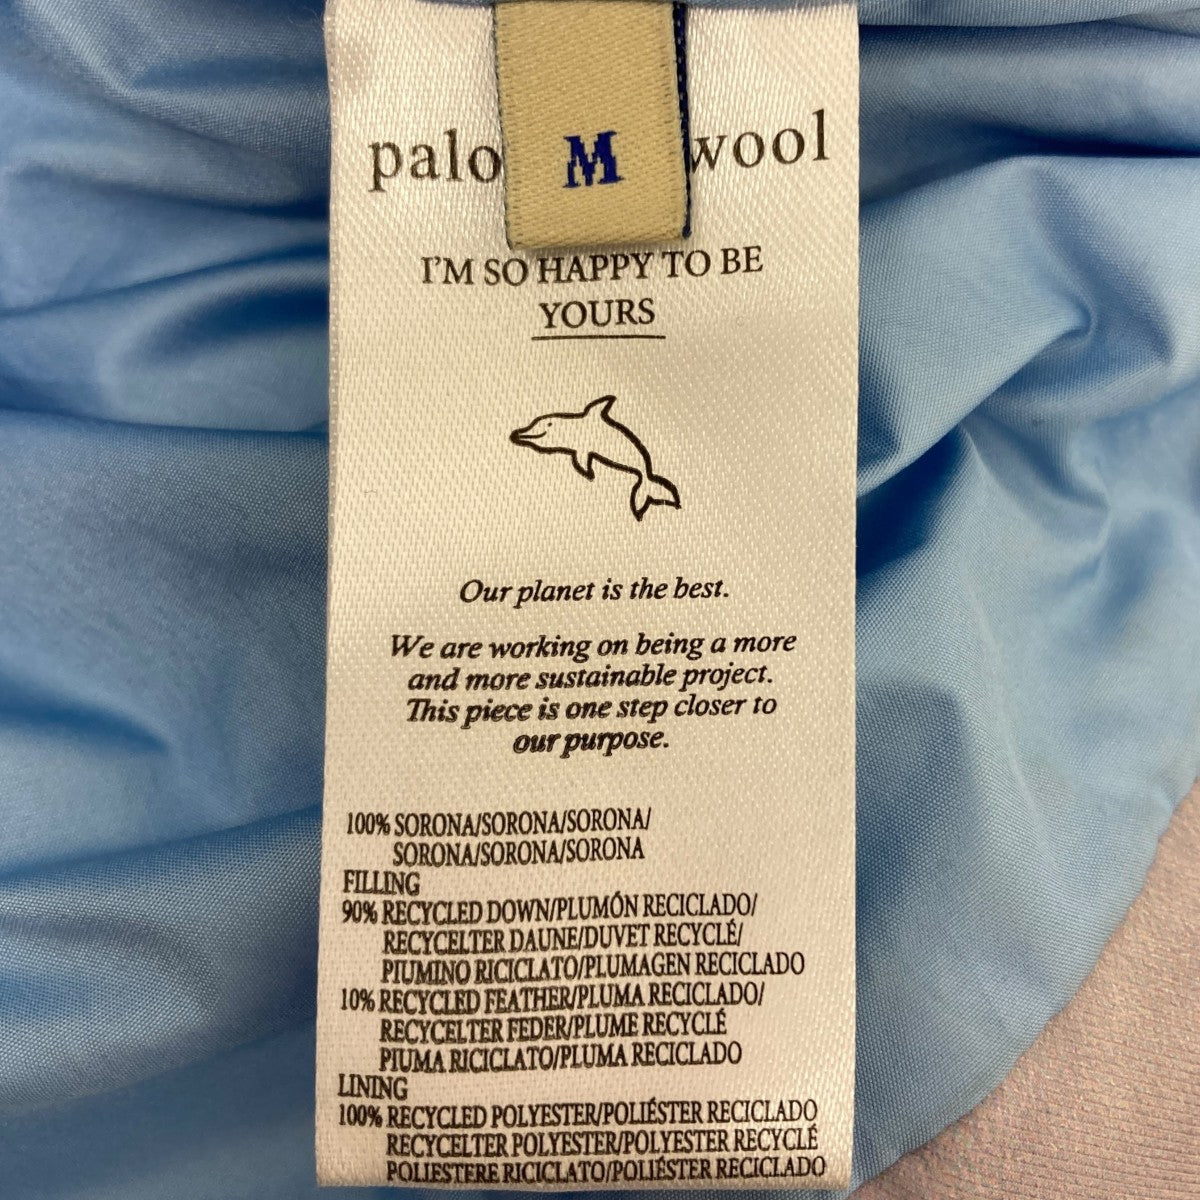 palo wool
M
I'M SO HAPPY TO BE
YOURS
Our planet is the best.
We are working on being a more
and more sustainable project.
This piece is one step closer to
our purpose.
100% SORONA/SORONA/SORONA/
SORONA/SORONA/SORONA
FILLING
90% RECYCLED DOWN/PLUMÓN RECICLADO/
RECYCELTER DAUNE/DUVET RECYCLÉ/
PIUMINO RICICLATO/PLUMAGEN RECICLADO
10% RECYCLED FEATHER/PLUMA RECICLADO/
RECYCELTER FEDER/PLUME RECYCLÉ
PIUMA RICICLATO/PLUMA RECICLADO
LINING
100% RECYCLED POLYESTER/POLIÉSTER RECICLADO
RECYCELTER POLYESTER/POLYESTER RECYCLÉ
POLIESTERE RICICLATO/POLIÉSTER RECICLADO